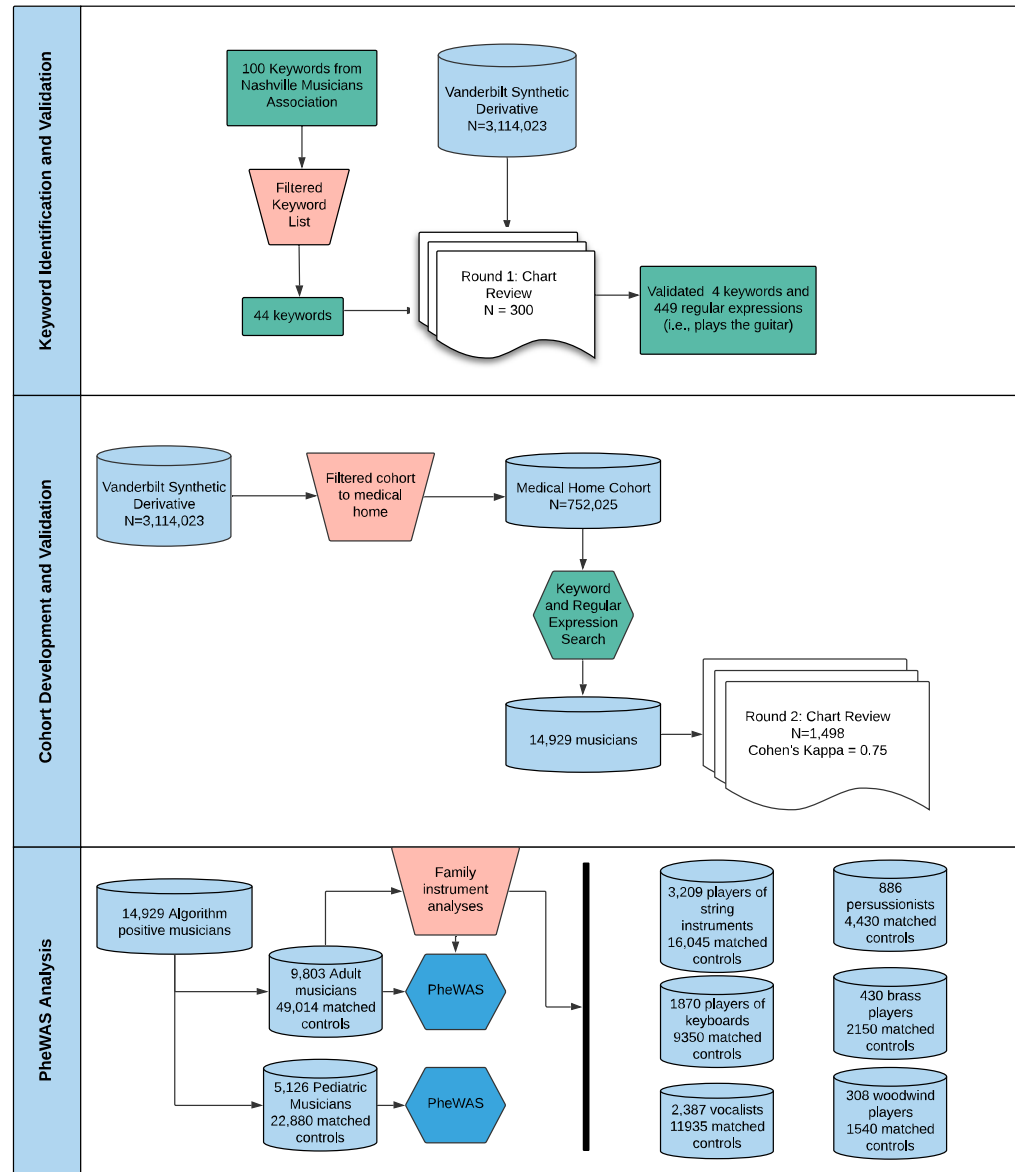 Keyword Identification and Validation
100 Keywords from
Nashville Musicians
Association
Vanderbilt Synthetic
Derivative
N=3,114,023
Filtered
Keyword
List
44 keywords
Round 1: Chart
Review
N = 300
Validated 4 keywords and
449 regular expressions
(i.e., plays the guitar)
Cohort Development and Validation
Vanderbilt Synthetic
Derivative
N=3,114,023
Filtered cohort
to medical
home
Medical Home Cohort
N=752,025
Keyword
and Regular
Expression
Search
14,929 musicians
Round 2: Chart Review
N=1,498
Cohen's Kappa = 0.75
PheWAS Analysis
14,929 Algorithm
positive musicians
Family
instrument
analyses
9,803 Adult
musicians
49,014 matched
controls
PheWAS
5,126 Pediatric
Musicians
22,880 matched
controls
PheWAS
3,209 players of
string
instruments
16,045 matched
controls
886
persussionists
4,430 matched
controls
1870 players of
keyboards
9350 matched
controls
430 brass
players
2150 matched
controls
2,387 vocalists
11935 matched
controls
308 woodwind
players
1540 matched
controls